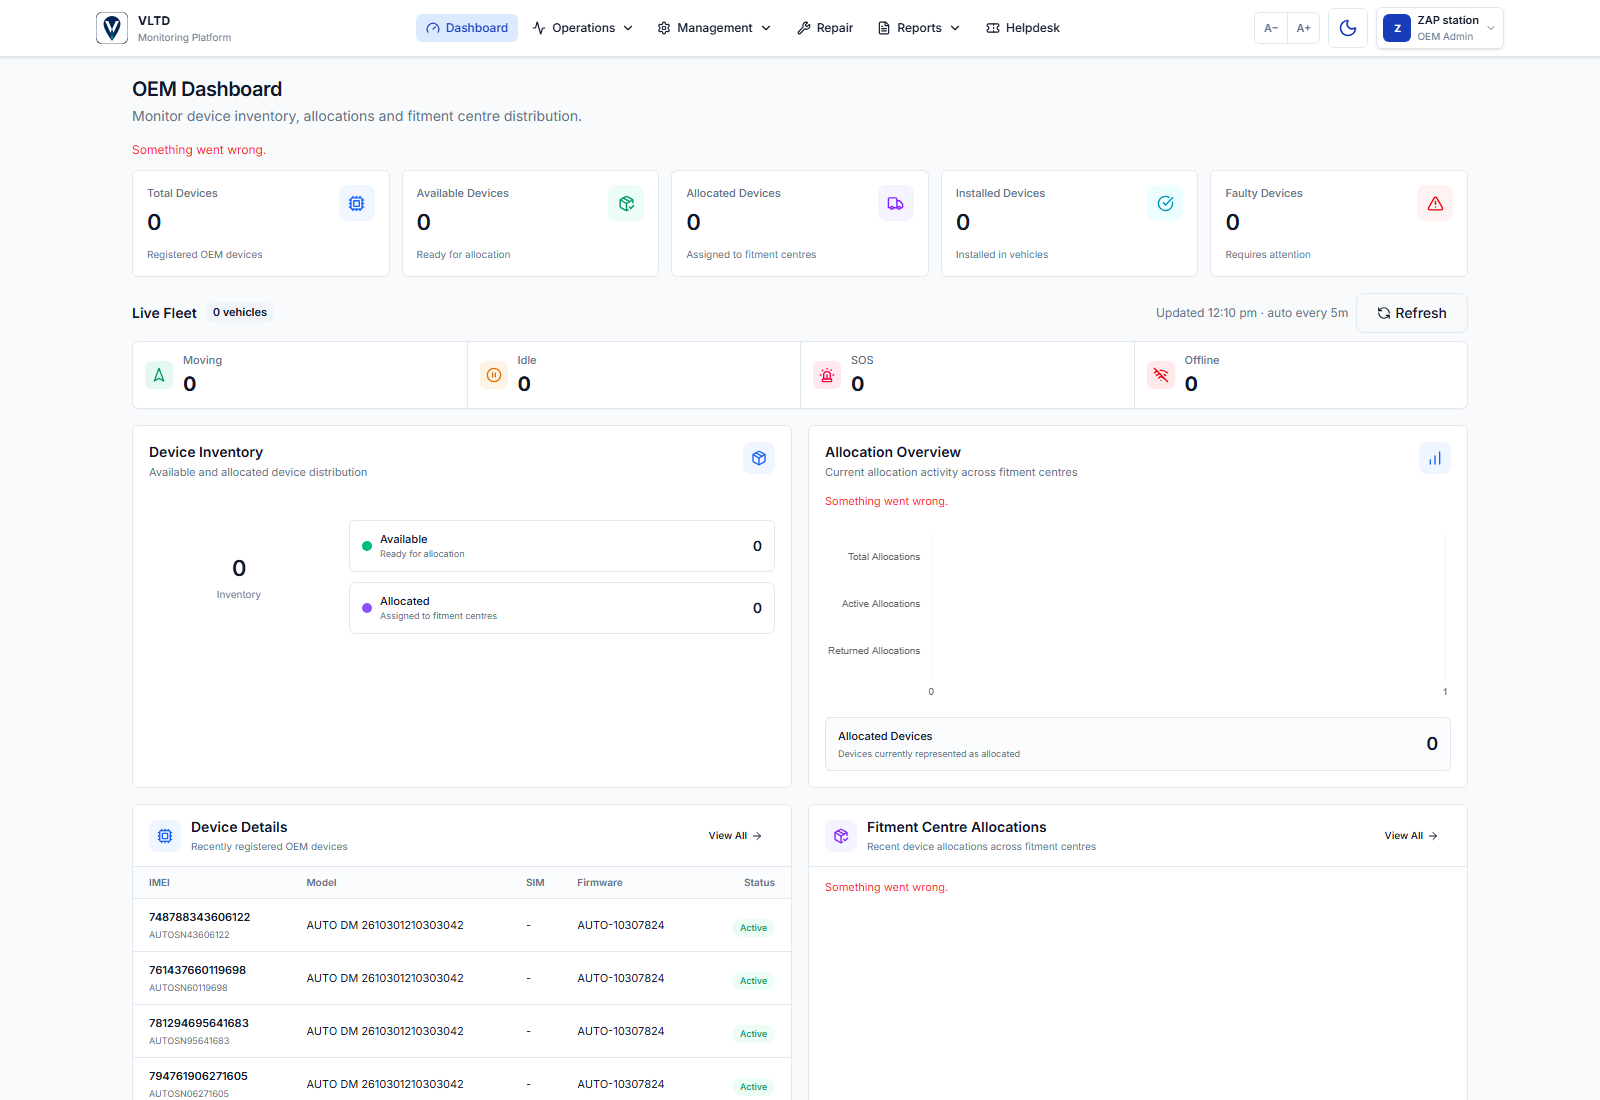 VLTD
Monitoring Platform
Dashboard
Operations
Management
Repair
Reports
Helpdesk
A−
A+
Z
ZAP station
OEM Admin
OEM Dashboard
Monitor device inventory, allocations and fitment centre distribution.
Something went wrong.
Total Devices
0
Registered OEM devices
Available Devices
0
Ready for allocation
Allocated Devices
0
Assigned to fitment centres
Installed Devices
0
Installed in vehicles
Faulty Devices
0
Requires attention
Live Fleet
0 vehicles
Updated 12:10 pm · auto every 5m
Refresh
Moving
0
Idle
0
SOS
0
Offline
0
Device Inventory
Available and allocated device distribution
0
Inventory
Available
Ready for allocation
0
Allocated
Assigned to fitment centres
0
Allocation Overview
Current allocation activity across fitment centres
Something went wrong.
Total Allocations
Active Allocations
Returned Allocations
0
1
Allocated Devices
Devices currently represented as allocated
0
Device Details
Recently registered OEM devices
View All
IMEI Model SIM Firmware Status
748788343606122
AUTOSN43606122
AUTO DM 2610301210303042 - AUTO-10307824 Active
761437660119698
AUTOSN60119698
AUTO DM 2610301210303042 - AUTO-10307824 Active
781294695641683
AUTOSN95641683
AUTO DM 2610301210303042 - AUTO-10307824 Active
794761906271605
AUTOSN06271605
AUTO DM 2610301210303042 - AUTO-10307824 Active
Fitment Centre Allocations
Recent device allocations across fitment centres
View All
Something went wrong.